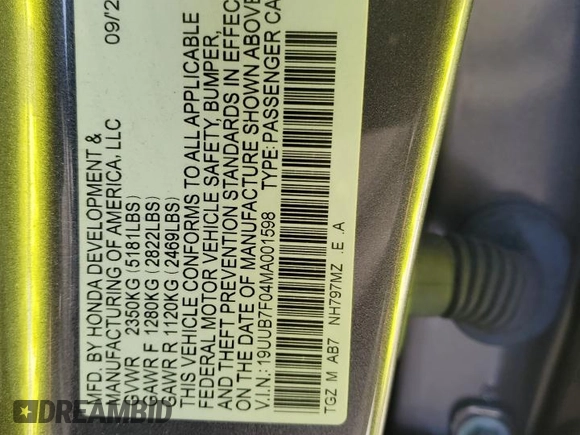 MFD. BY HONDA DEVELOPMENT &
MANUFACTURING OF AMERICA, LLC
09/2
GVWR 2350KG (5181LBS)
GAWR F 1280KG (2822LBS)
GAWR R 1120KG (2469LBS)
THIS VEHICLE CONFORMS TO ALL APPLICABLE
FEDERAL MOTOR VEHICLE SAFETY, BUMPER,
AND THEFT PREVENTION STANDARDS IN EFFEC
ON THE DATE OF MANUFACTURE SHOWN ABOVE
V.I.N.: 19UUB7F04MA001598 TYPE: PASSENGER CA
TGZ M AB7 NH797MZ .E .A
DREAMBID